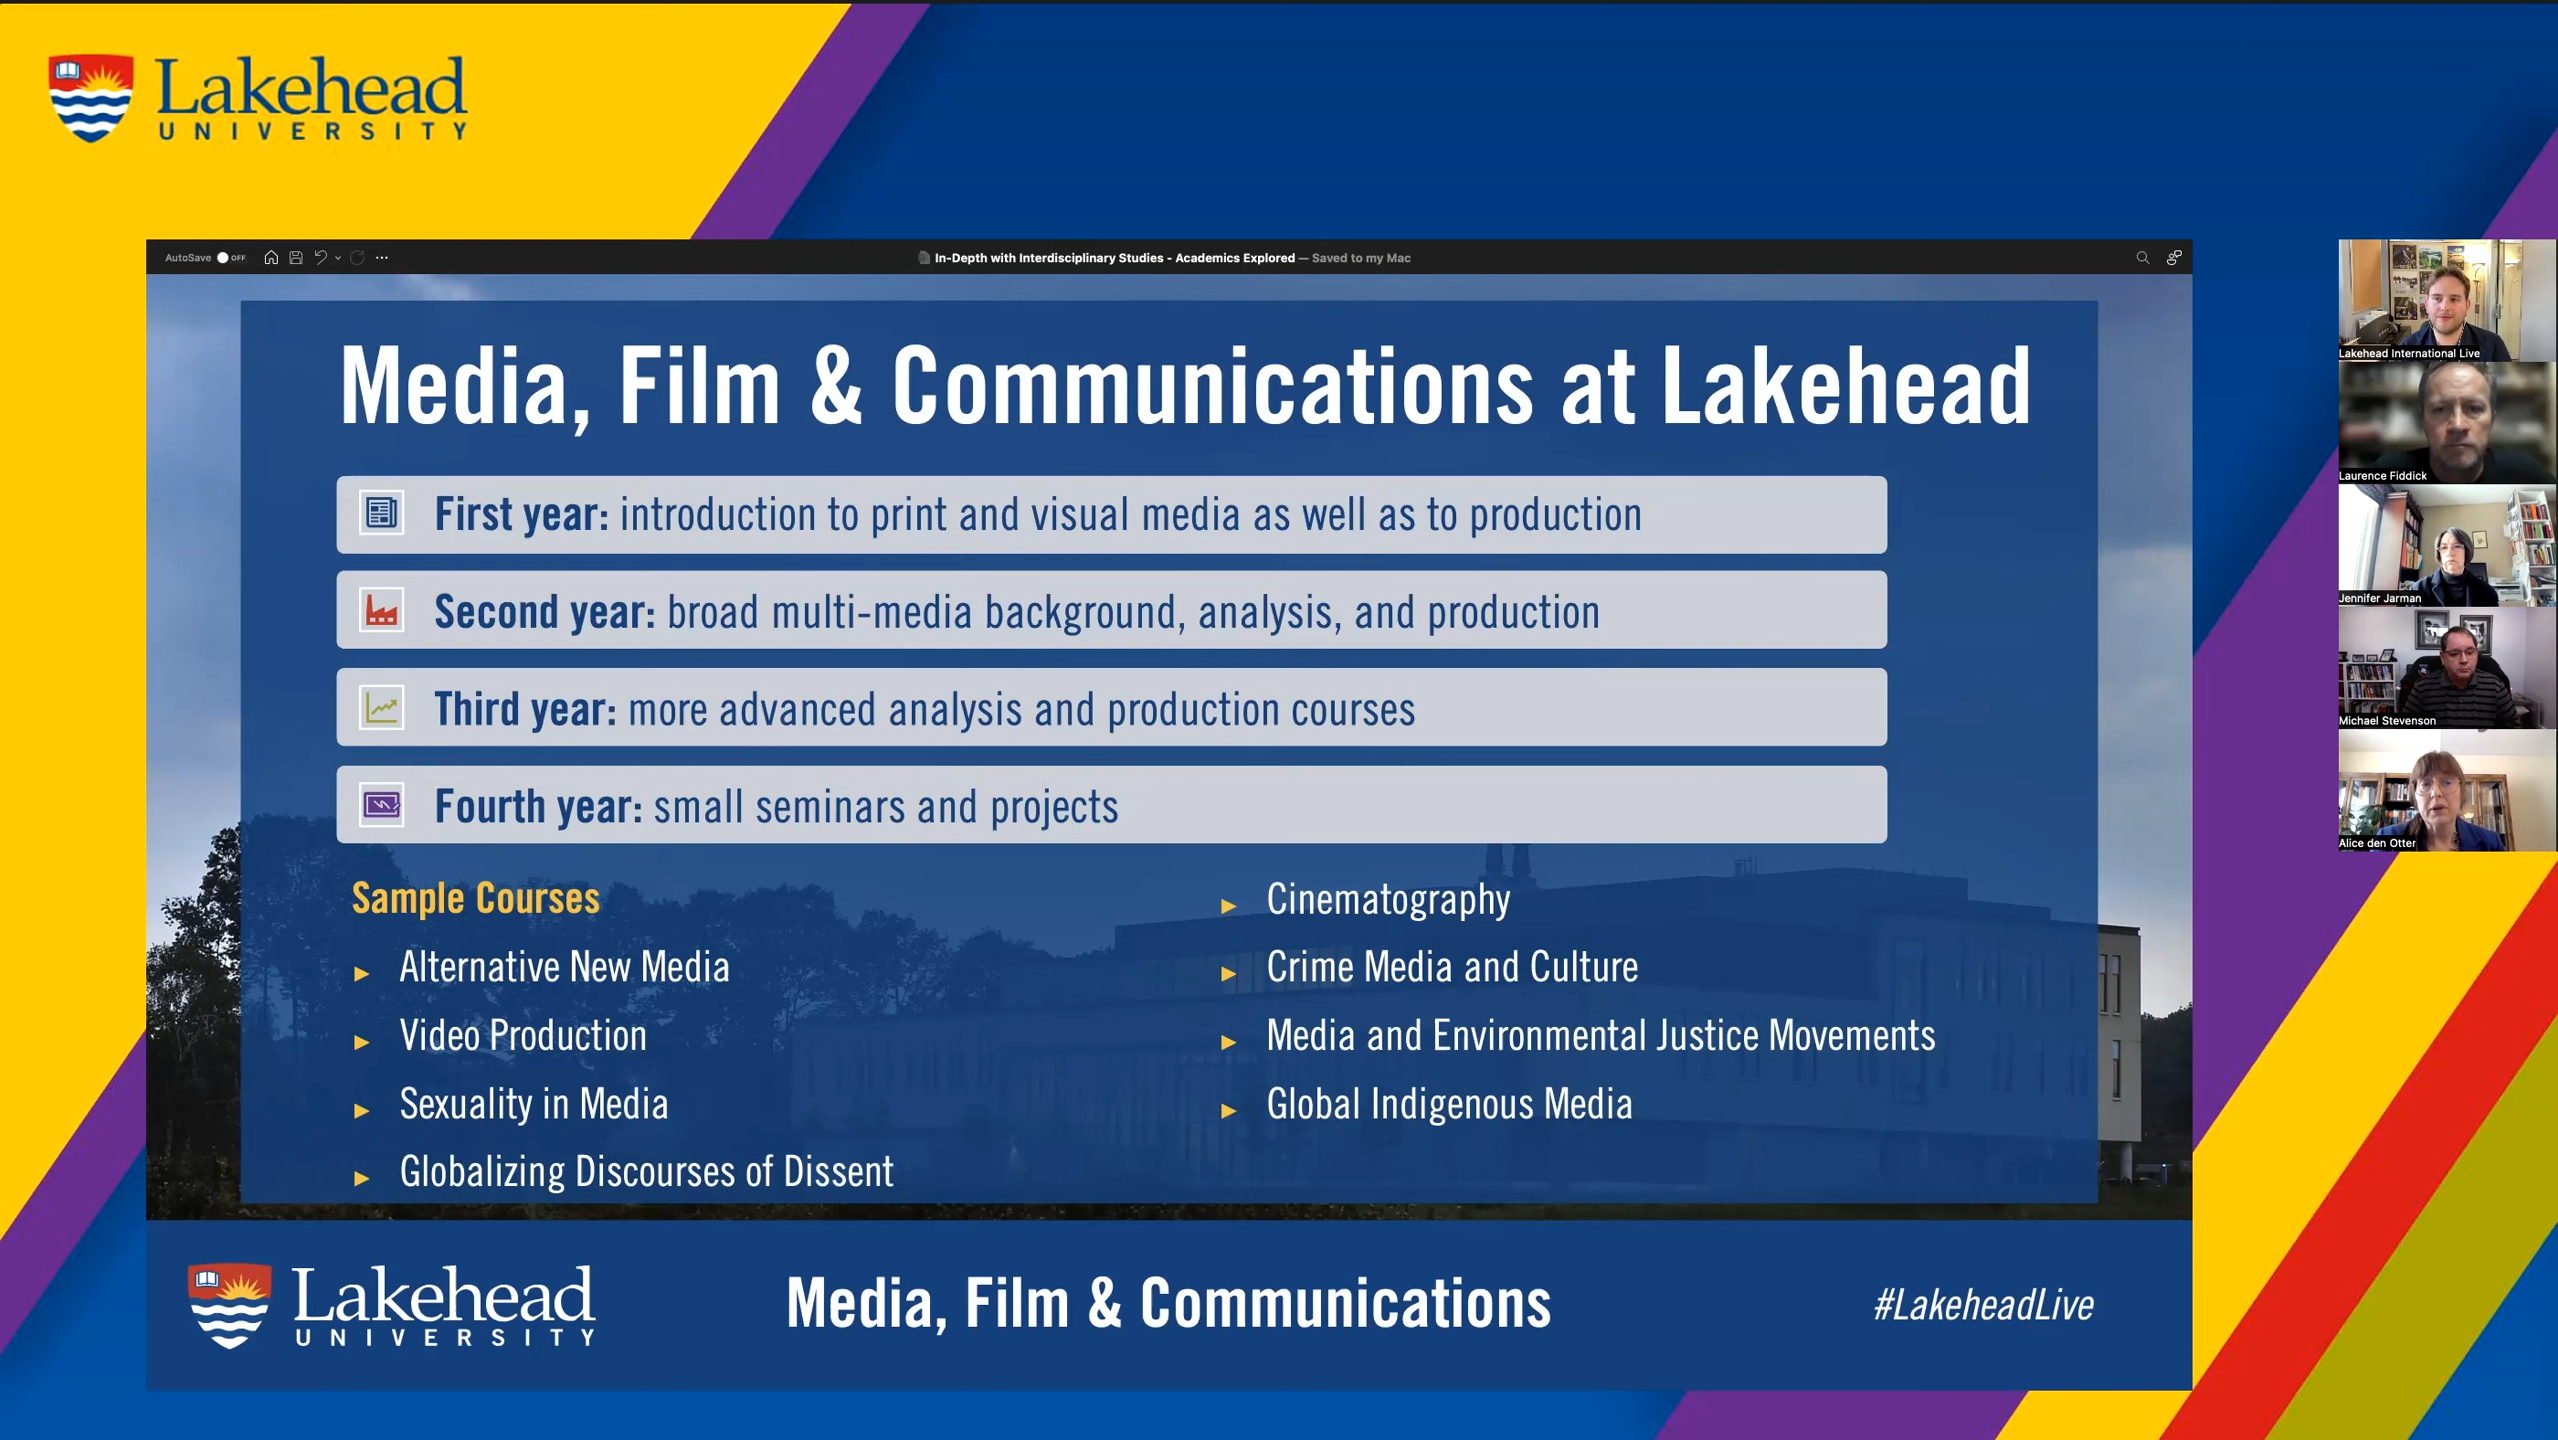 Lakehead
UNIVERSITY
AutoSave OFF
In-Depth with Interdisciplinary Studies - Academics Explored — Saved to my Mac
Media, Film & Communications at Lakehead
First year: introduction to print and visual media as well as to production
Second year: broad multi-media background, analysis, and production
Third year: more advanced analysis and production courses
Fourth year: small seminars and projects
Sample Courses
Alternative New Media
Video Production
Sexuality in Media
Globalizing Discourses of Dissent
Cinematography
Crime Media and Culture
Media and Environmental Justice Movements
Global Indigenous Media
Lakehead
UNIVERSITY
Media, Film & Communications
#LakeheadLive
Lakehead International Live
Laurence Fiddick
Jennifer Jarman
Michael Stevenson
Alice den Otter